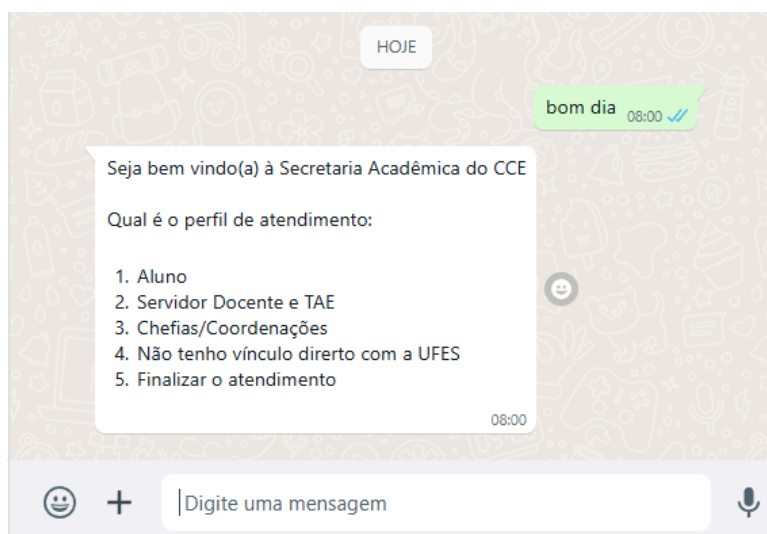 HOJE
bom dia 08:00
Seja bem vindo(a) à Secretaria Acadêmica do CCE
Qual é o perfil de atendimento:
1. Aluno
2. Servidor Docente e TAE
3. Chefias/Coordenações
4. Não tenho vínculo direrto com a UFES
5. Finalizar o atendimento
08:00
Digite uma mensagem